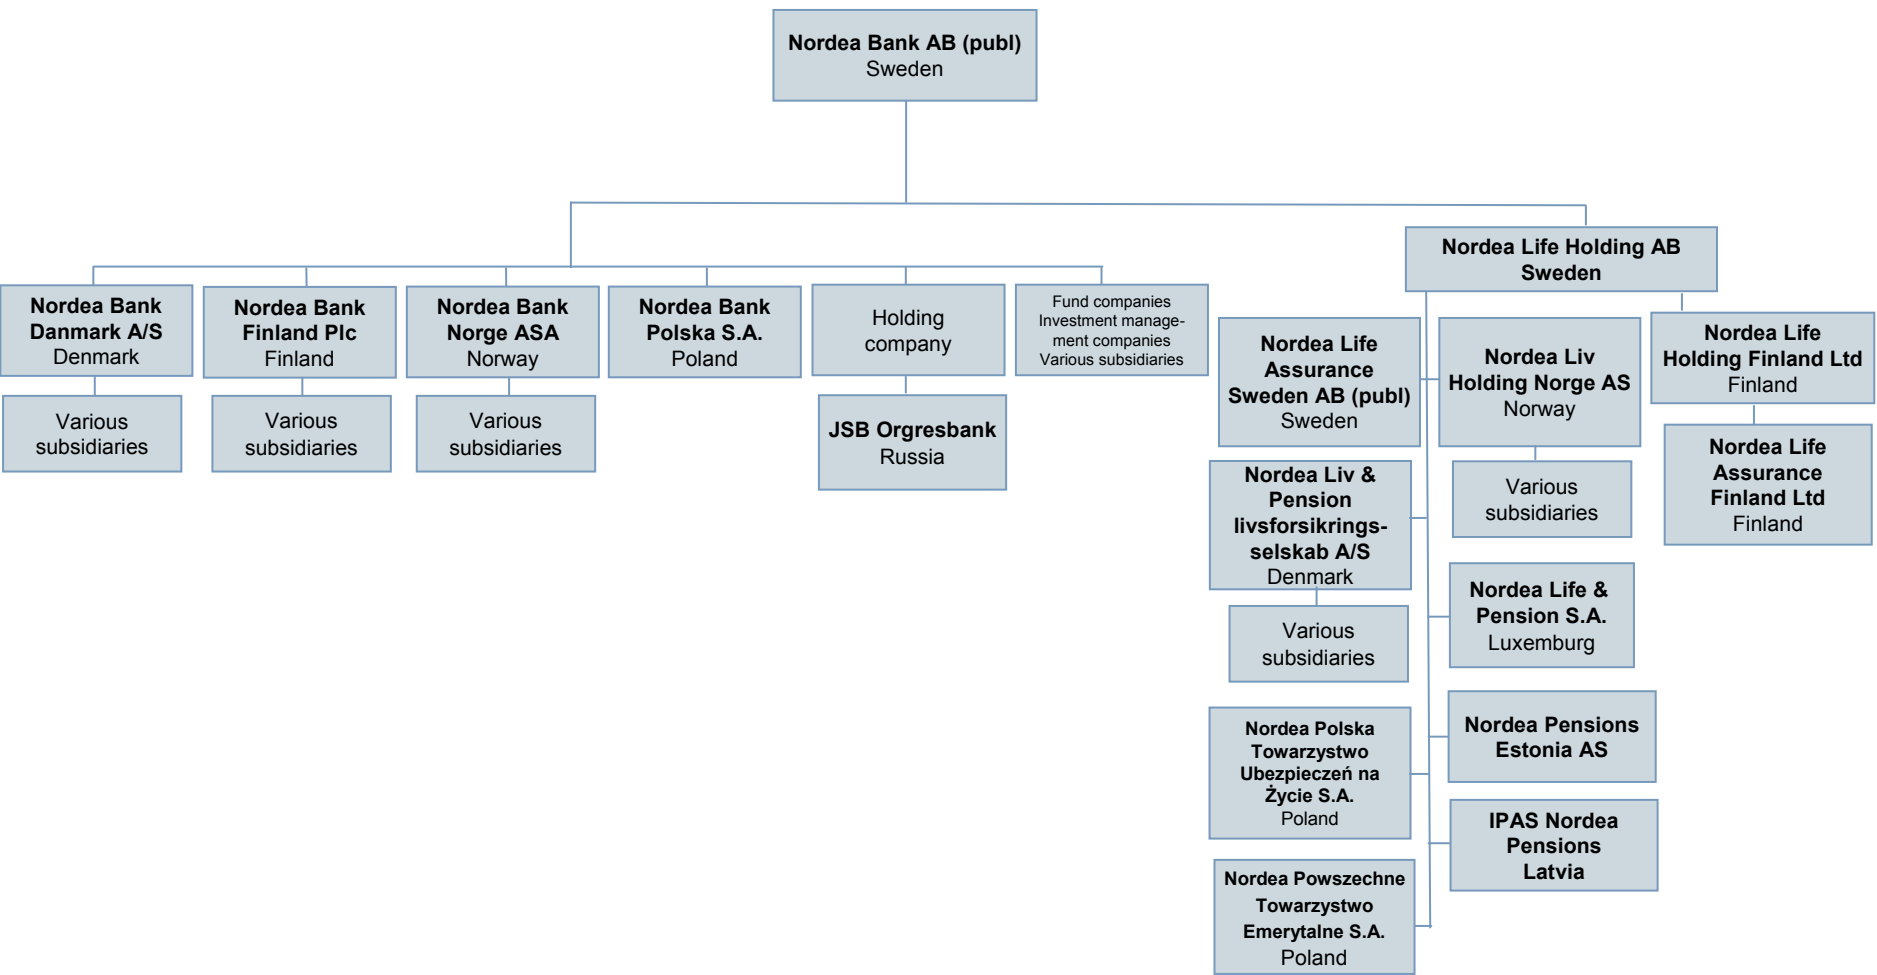 Nordea Bank AB (publ)
Sweden
Nordea Life Holding AB
Sweden
Nordea Bank
Danmark A/S
Denmark
Various
subsidiaries
Nordea Bank
Finland Plc
Finland
Various
subsidiaries
Nordea Bank
Norge ASA
Norway
Various
subsidiaries
Nordea Bank
Polska S.A.
Poland
Holding
company
JSB Orgresbank
Russia
Fund companies
Investment manage-
ment companies
Various subsidiaries
Nordea Life
Assurance
Sweden AB (publ)
Sweden
Nordea Liv
Holding Norge AS
Norway
Various
subsidiaries
Nordea Life
Holding Finland Ltd
Finland
Nordea Life
Assurance
Finland Ltd
Finland
Nordea Liv &
Pension
livsforsikrings-
selskab A/S
Denmark
Various
subsidiaries
Nordea Life &
Pension S.A.
Luxemburg
Nordea Polska
Towarzystwo
Ubezpieczeń na
Życie S.A.
Poland
Nordea Pensions
Estonia AS
IPAS Nordea
Pensions
Latvia
Nordea Powszechne
Towarzystwo
Emerytalne S.A.
Poland